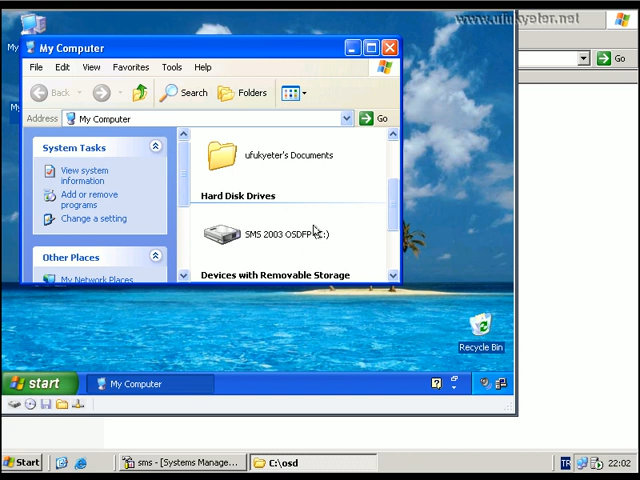 www.ufukyeter.net
My Computer
File Edit View Favorites Tools Help
Back Search Folders
Address My Computer Go
Go
System Tasks
View system
information
Add or remove
programs
Change a setting
Other Places
My Network Places
ufukyeter's Documents
Hard Disk Drives
SMS 2003 OSDFP (C:)
Devices with Removable Storage
Recycle Bin
start My Computer
Start sms - [Systems Manage... C:\osd TR 22:02